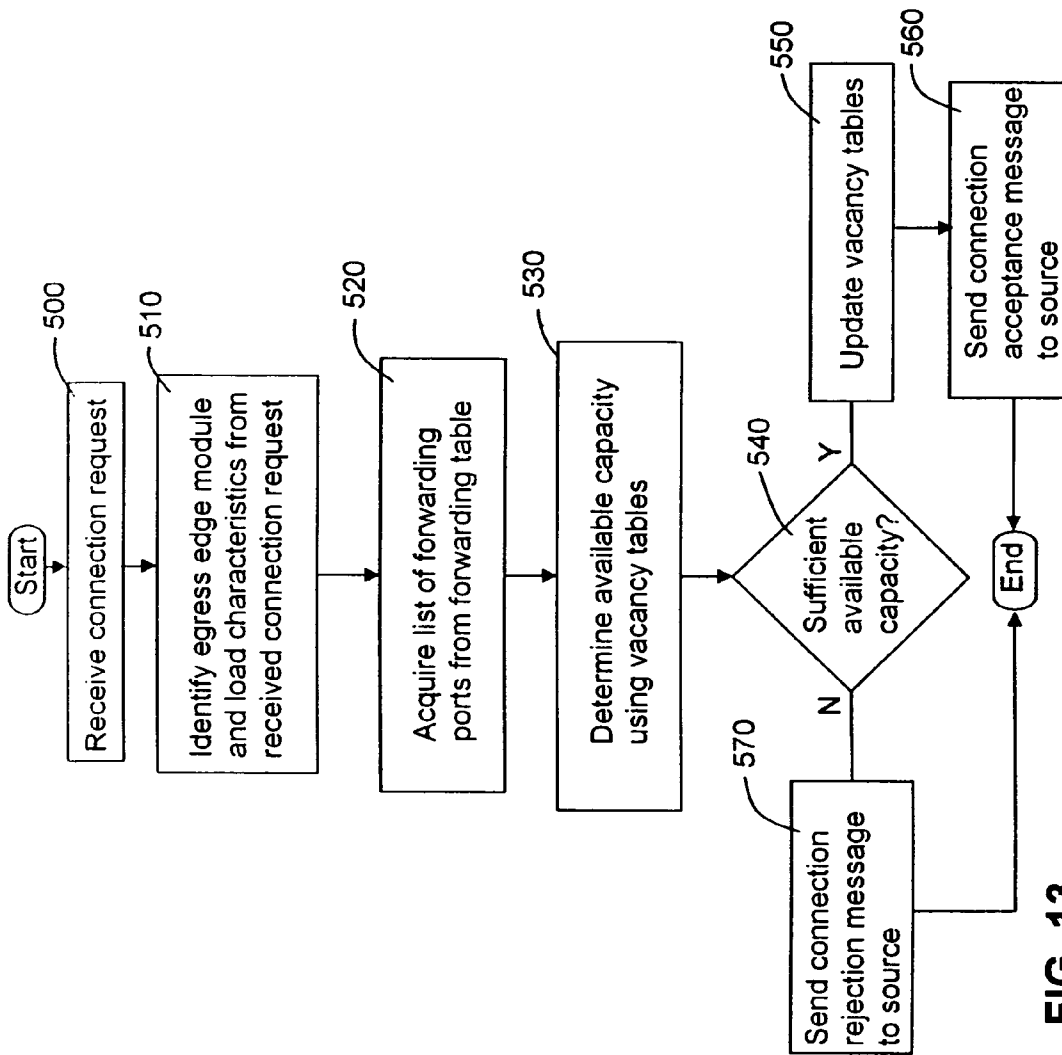 Start
500
Receive connection request
510
Identify egress edge module
and load characteristics from
received connection request
520
Acquire list of forwarding
ports from forwarding table
530
Determine available capacity
using vacancy tables
540
Sufficient
available
capacity?
N
Y
550
Update vacancy tables
560
Send connection
acceptance message
to source
570
Send connection
rejection message
to source
End
FIG. 13